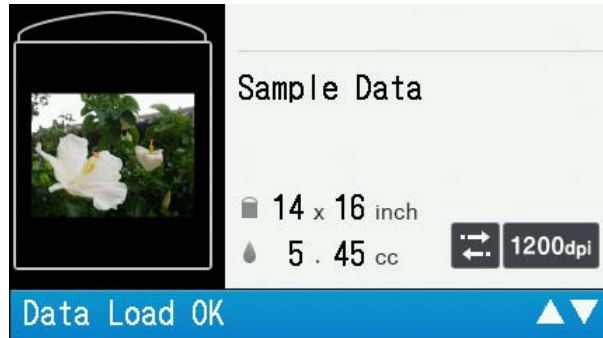 Sample Data
14 x 16 inch
5 . 45 cc
1200dpi
Data Load OK